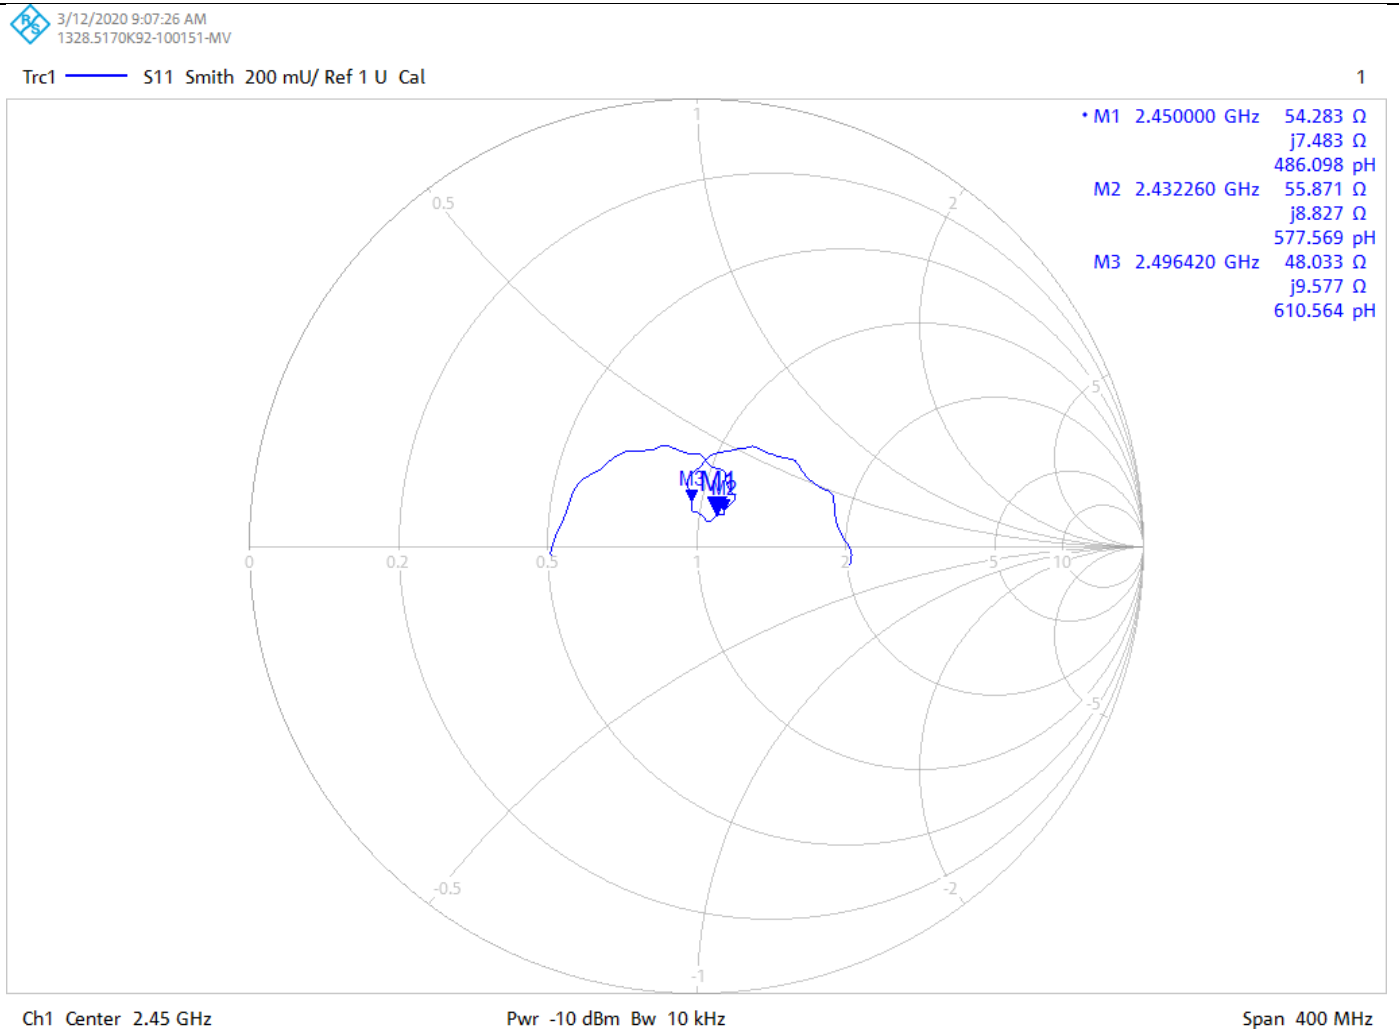 R&S
3/12/2020 9:07:26 AM
1328.5170K92-100151-MV
Trc1 S11 Smith 200 mU/ Ref 1 U Cal 1
• M1 2.450000 GHz 54.283 Ω
j7.483 Ω
486.098 pH
M2 2.432260 GHz 55.871 Ω
j8.827 Ω
577.569 pH
M3 2.496420 GHz 48.033 Ω
j9.577 Ω
610.564 pH
1
0.5 2
5
M3 M1
M2
0 0.2 0.5 1 2 5 10
-5
-0.5 -2
-1
Ch1 Center 2.45 GHz Pwr -10 dBm Bw 10 kHz Span 400 MHz